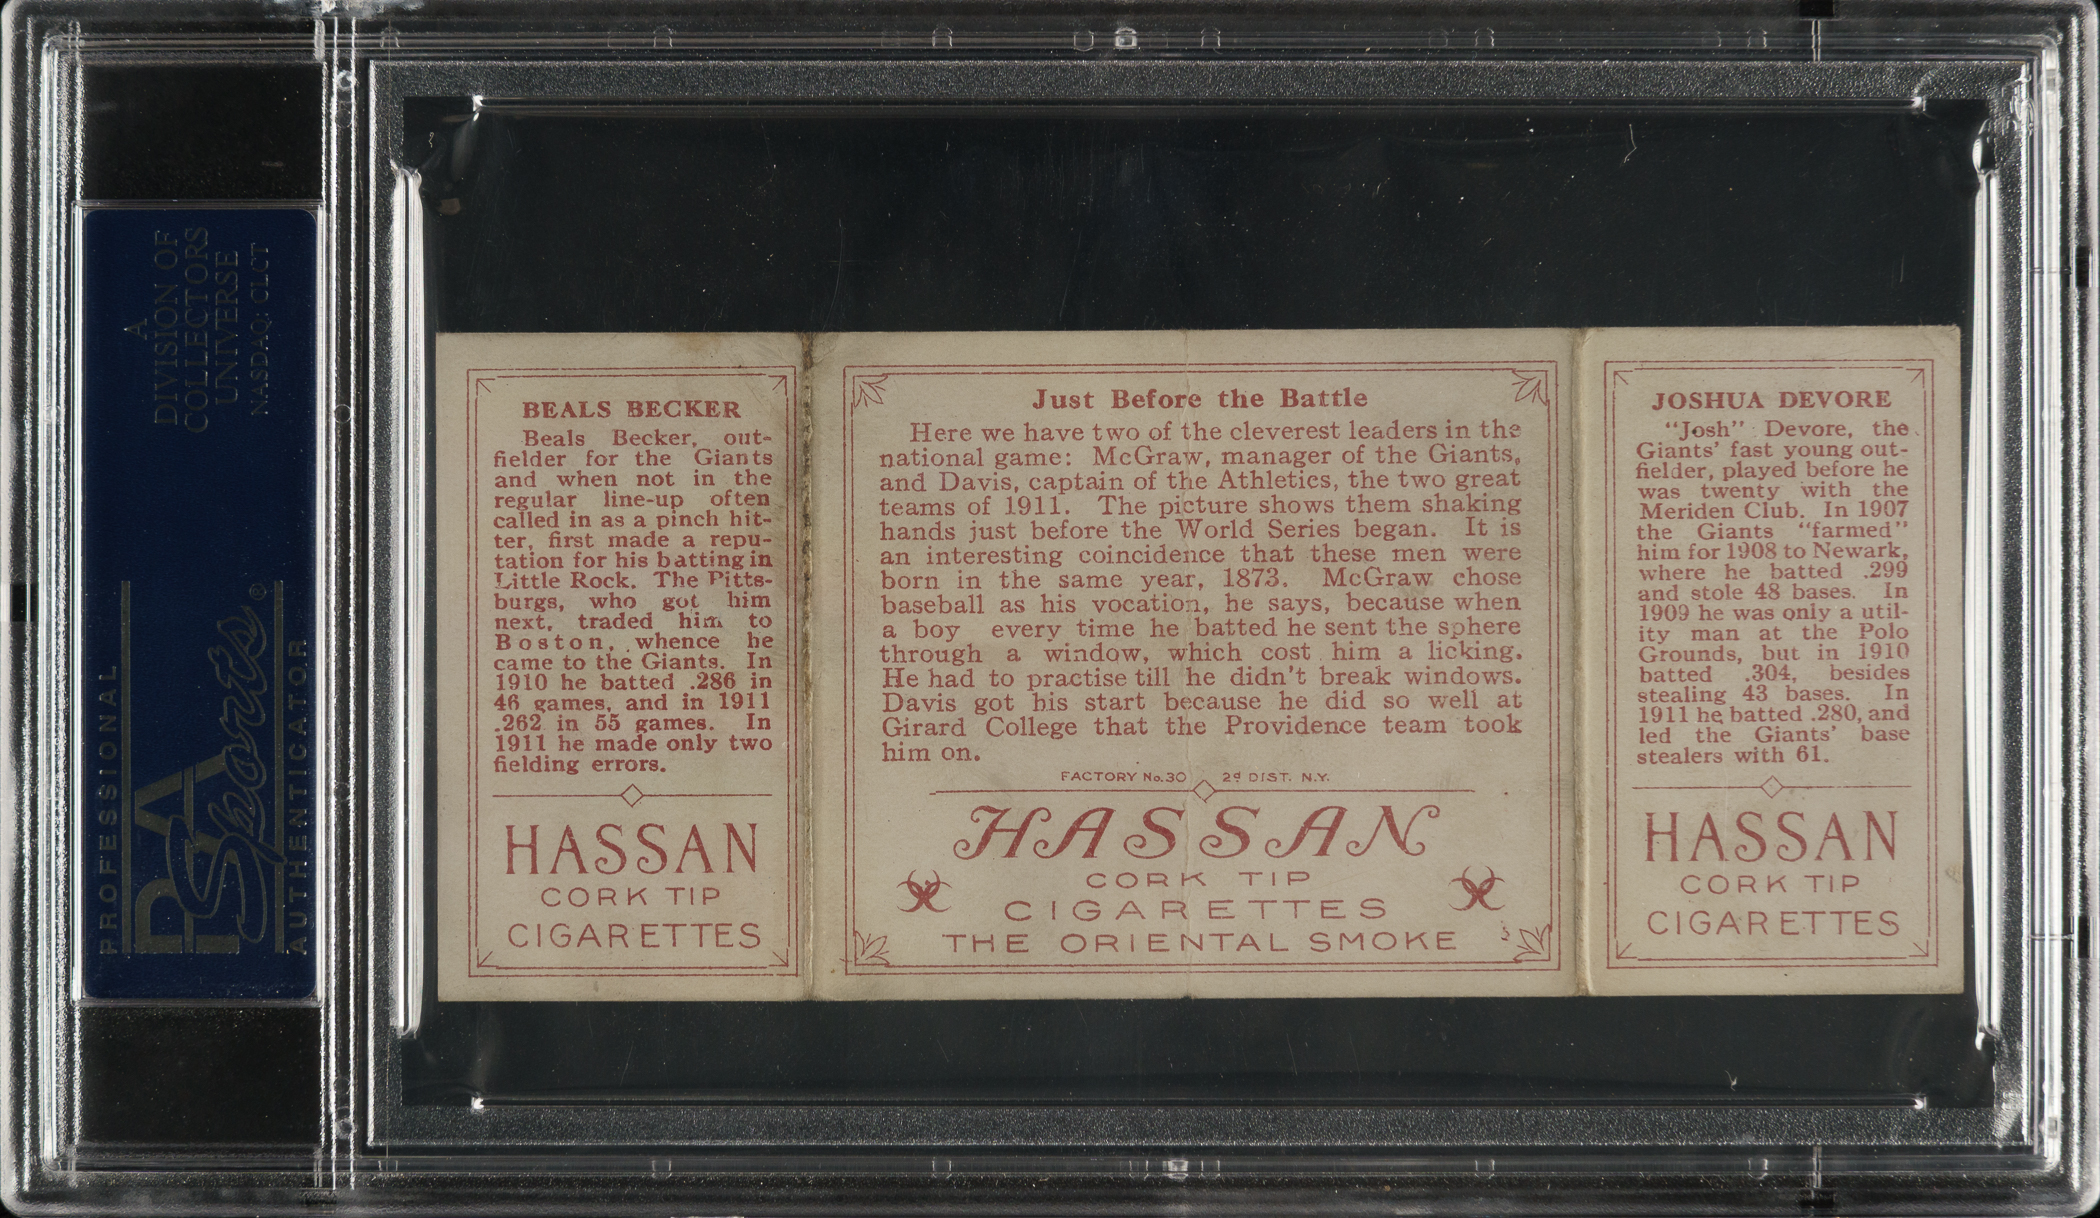 A
DIVISION OF
COLLECTORS
UNIVERSE
NASDAQ: CLCT
PROFESSIONAL
PSA
Sports®
AUTHENTICATOR
BEALS BECKER
Beals Becker, out-
fielder for the Giants
and when not in the
regular line-up often
called in as a pinch hit-
ter, first made a repu-
tation for his batting in
Little Rock. The Pitts-
burgs, who got him
next, traded him to
Boston, whence he
came to the Giants. In
1910 he batted .286 in
46 games, and in 1911
.262 in 55 games. In
1911 he made only two
fielding errors.
HASSAN
CORK TIP
CIGARETTES
Just Before the Battle
Here we have two of the cleverest leaders in the
national game: McGraw, manager of the Giants,
and Davis, captain of the Athletics, the two great
teams of 1911. The picture shows them shaking
hands just before the World Series began. It is
an interesting coincidence that these men were
born in the same year, 1873. McGraw chose
baseball as his vocation, he says, because when
a boy every time he batted he sent the sphere
through a window, which cost him a licking.
He had to practise till he didn't break windows.
Davis got his start because he did so well at
Girard College that the Providence team took
him on.
FACTORY No. 30 2d DIST. N.Y.
HASSAN
CORK TIP
CIGARETTES
THE ORIENTAL SMOKE
JOSHUA DEVORE
"Josh" Devore, the
Giants' fast young out-
fielder, played before he
was twenty with the
Meriden Club. In 1907
the Giants "farmed"
him for 1908 to Newark,
where he batted .299
and stole 48 bases. In
1909 he was only a util-
ity man at the Polo
Grounds, but in 1910
batted .304, besides
stealing 43 bases. In
1911 he batted .280, and
led the Giants' base
stealers with 61.
HASSAN
CORK TIP
CIGARETTES